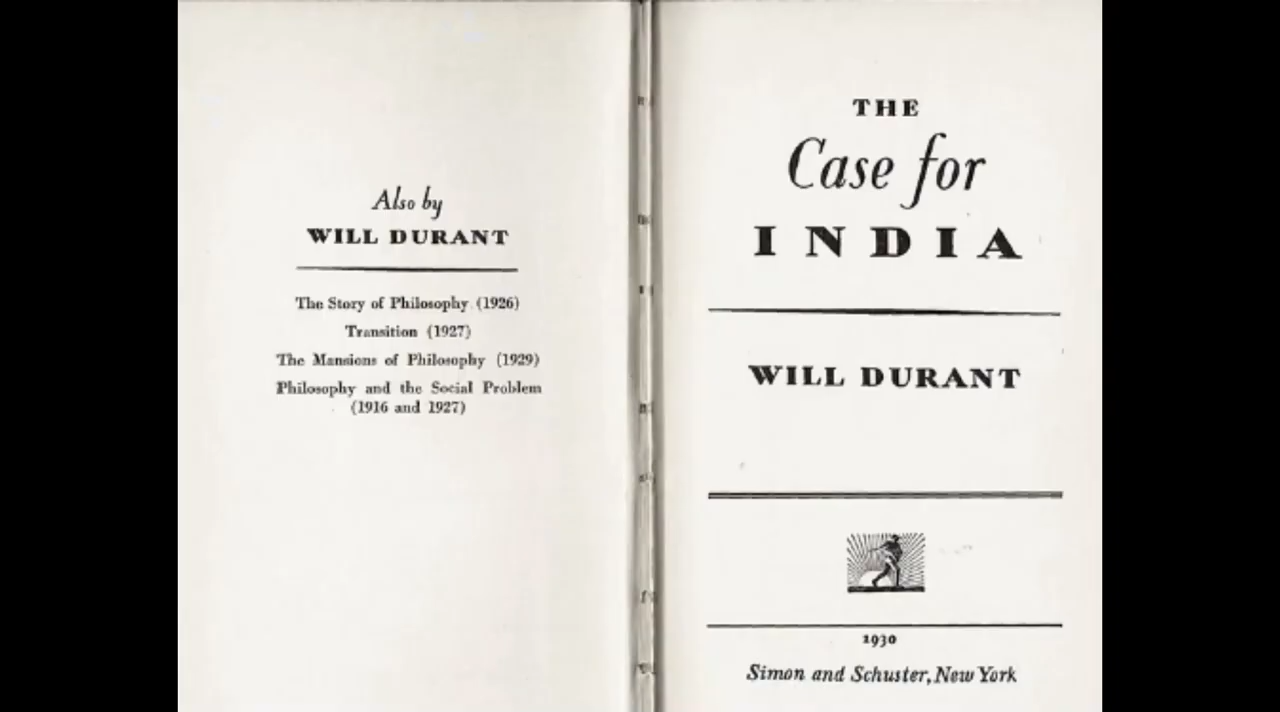 Also by
WILL DURANT
The Story of Philosophy (1926)
Transition (1927)
The Mansions of Philosophy (1929)
Philosophy and the Social Problem
(1916 and 1927)
THE
Case for
INDIA
WILL DURANT
1930
Simon and Schuster, New York